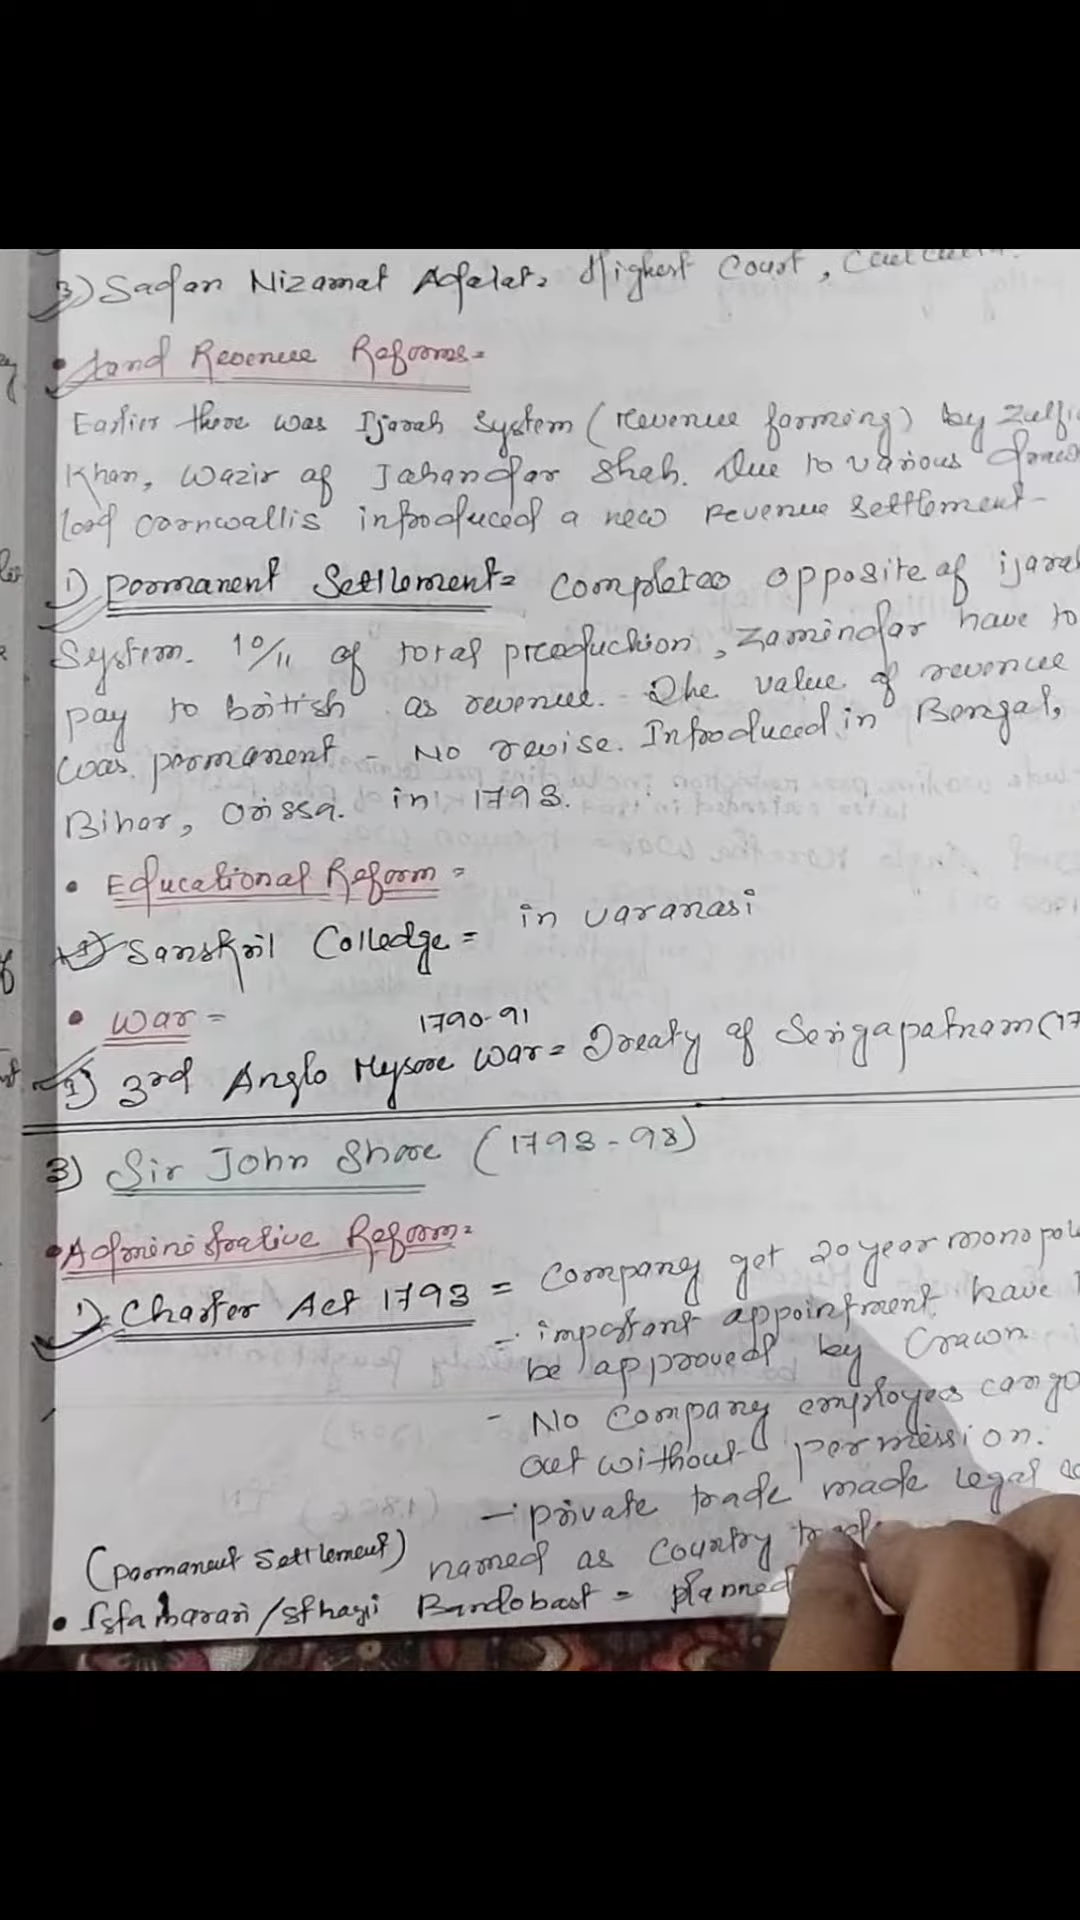 3) Sadar Nizamat Adalat = Highest Court,
• Land Revenue Reforms =
Earlier there was Ijarah System (revenue farming) by
Khan, Wazir of Jahandar Shah. Due to various
lord cornwallis introduced a new revenue settlement -
1) Permanent Settlement = complete opposite of ijara
System. 10/11 of total production, Zamindar have to
pay to british as revenue. The value of revenue
was permanent - No revise. Introduced in Bengal,
Bihar, Orissa. in 1793.
• Educational Reform =
1) Sanskrit Colledge = in varanasi
• War =
1790-91
1) 3rd Anglo Mysore war = Treaty of Serigapatnam (17
3) Sir John Shore (1793-98)
• Administrative Reform =
1) Charter Act 1793 = Company get 20 year monopo
- important appointment have
be approved by Crown
- No Company employees can go
out without permission.
- private trade made legal
(Permanent Settlement) named as Country
• Istamarari / Sthayi Bandobast = planned